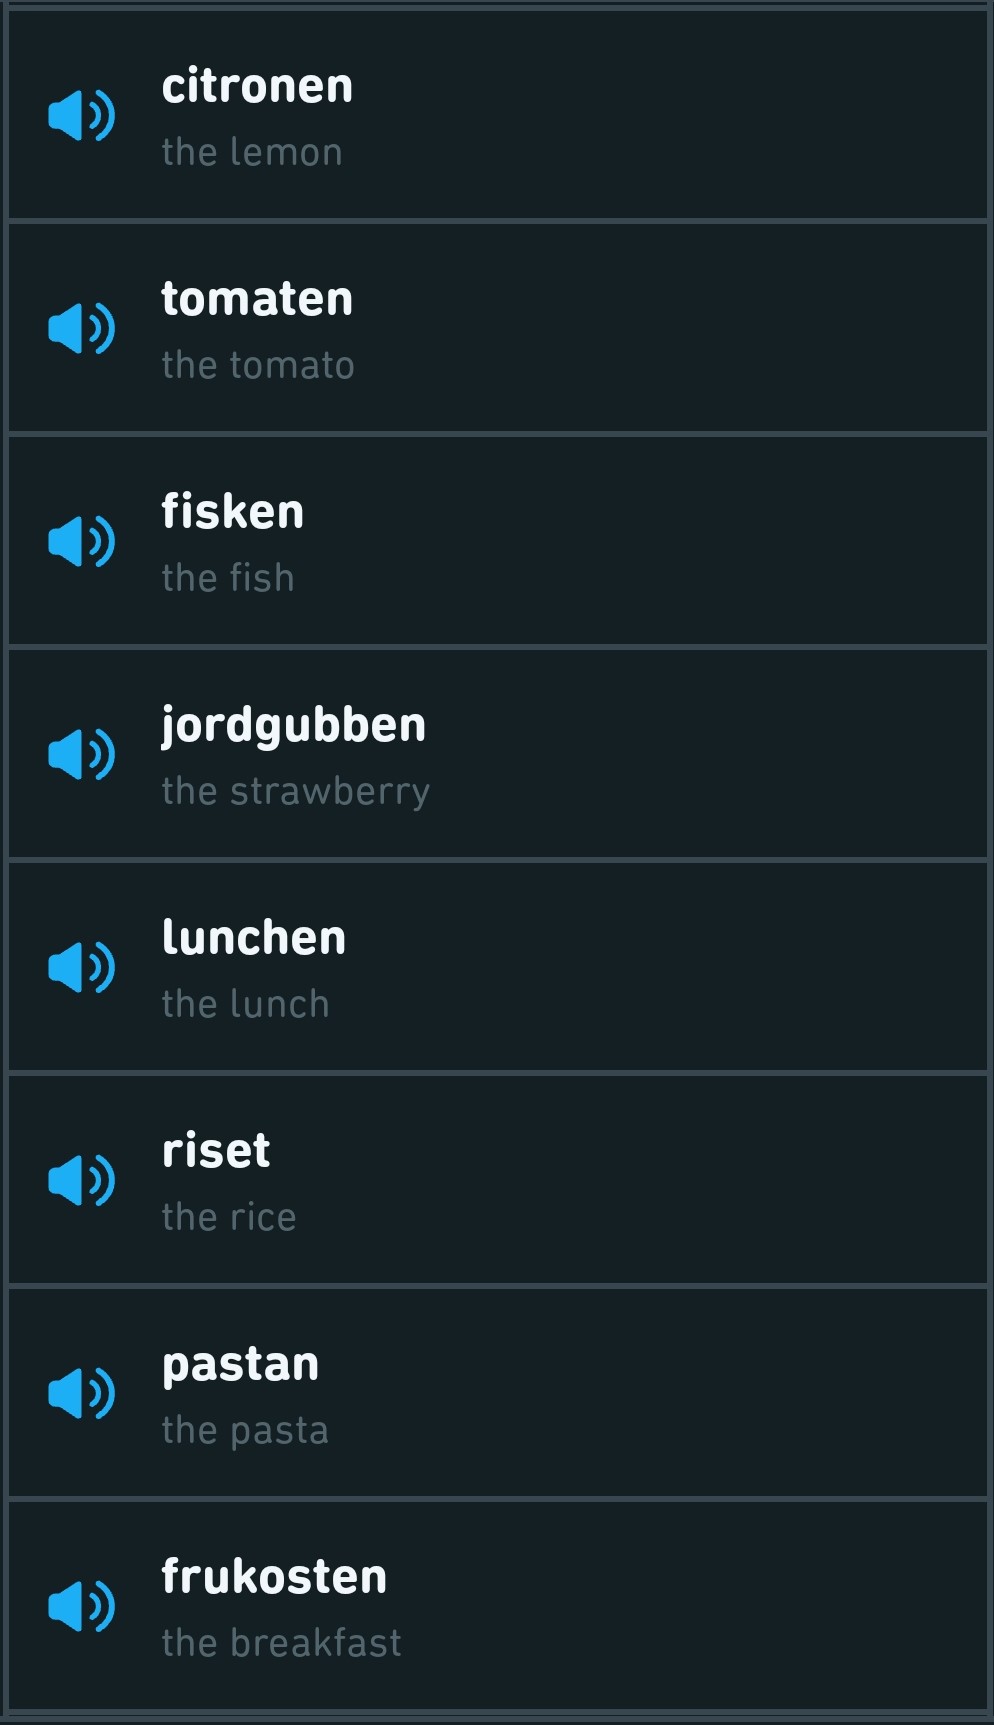 citronen
the lemon
tomaten
the tomato
fisken
the fish
jordgubben
the strawberry
lunchen
the lunch
riset
the rice
pastan
the pasta
frukosten
the breakfast